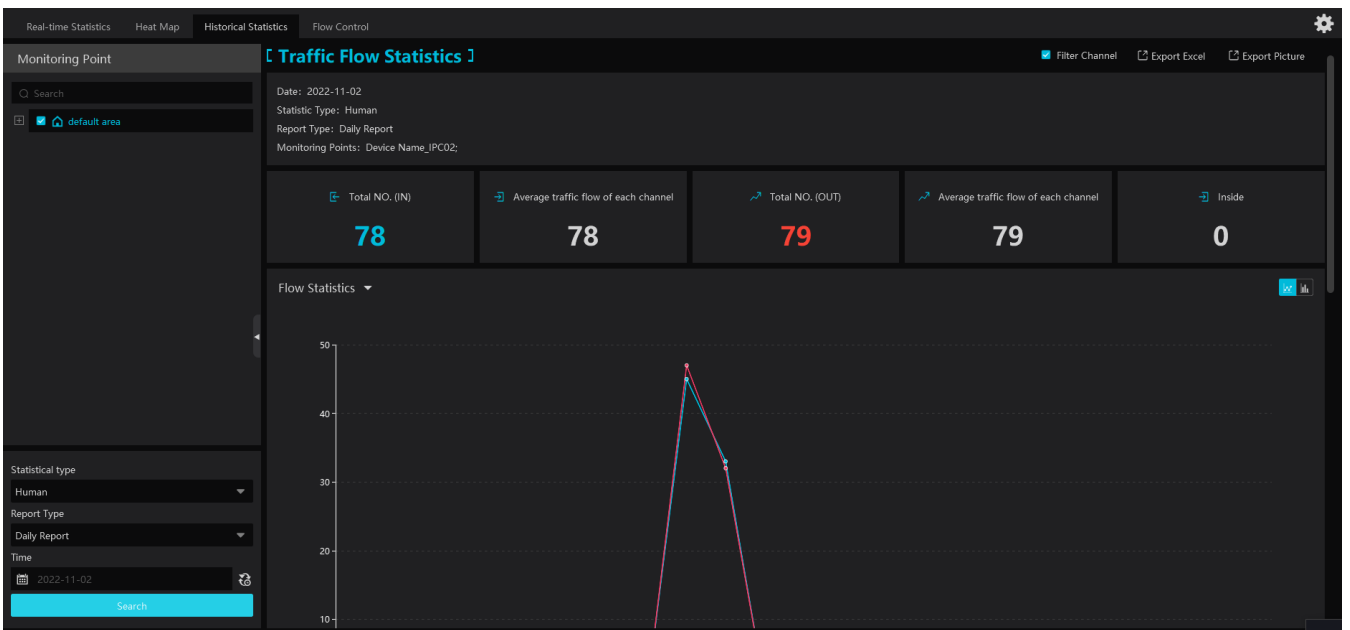 Real-time Statistics Heat Map Historical Statistics Flow Control
Monitoring Point
Search
default area
Statistical type
Human
Report Type
Daily Report
Time
2022-11-02
Search
[ Traffic Flow Statistics ]
Filter Channel Export Excel Export Picture
Date: 2022-11-02
Statistic Type: Human
Report Type: Daily Report
Monitoring Points: Device Name_IPC02;
Total NO. (IN)
78
Average traffic flow of each channel
78
Total NO. (OUT)
79
Average traffic flow of each channel
79
Inside
0
Flow Statistics
50
40
30
20
10